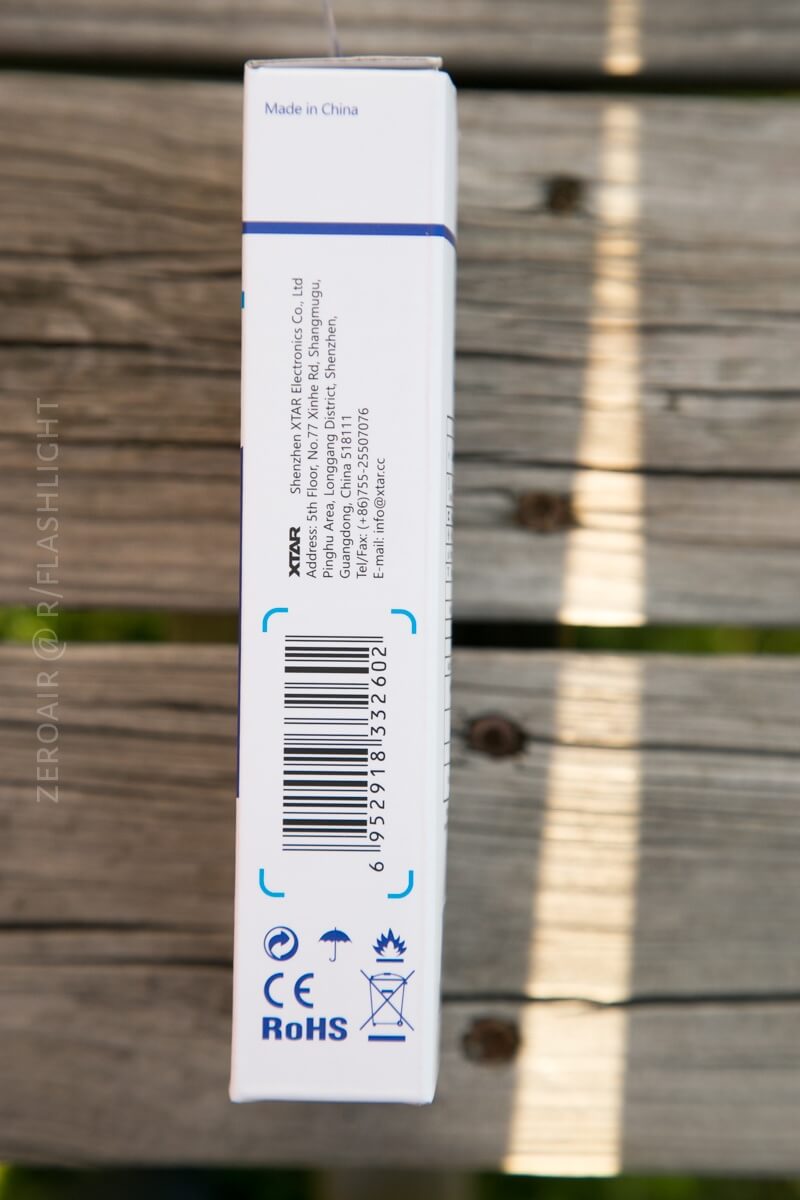 Made in China
XTAR Shenzhen XTAR Electronics Co., Ltd
Address: 5th Floor, No.77 Xinhe Rd, Shangmugu,
Pinghu Area, Longgang District, Shenzhen,
Guangdong, China 518111
Tel/Fax: (+86)755-25507076
E-mail: info@xtar.cc
6 952918 332602
CE
RoHS
ZEROAIR @ R/FLASHLIGHT